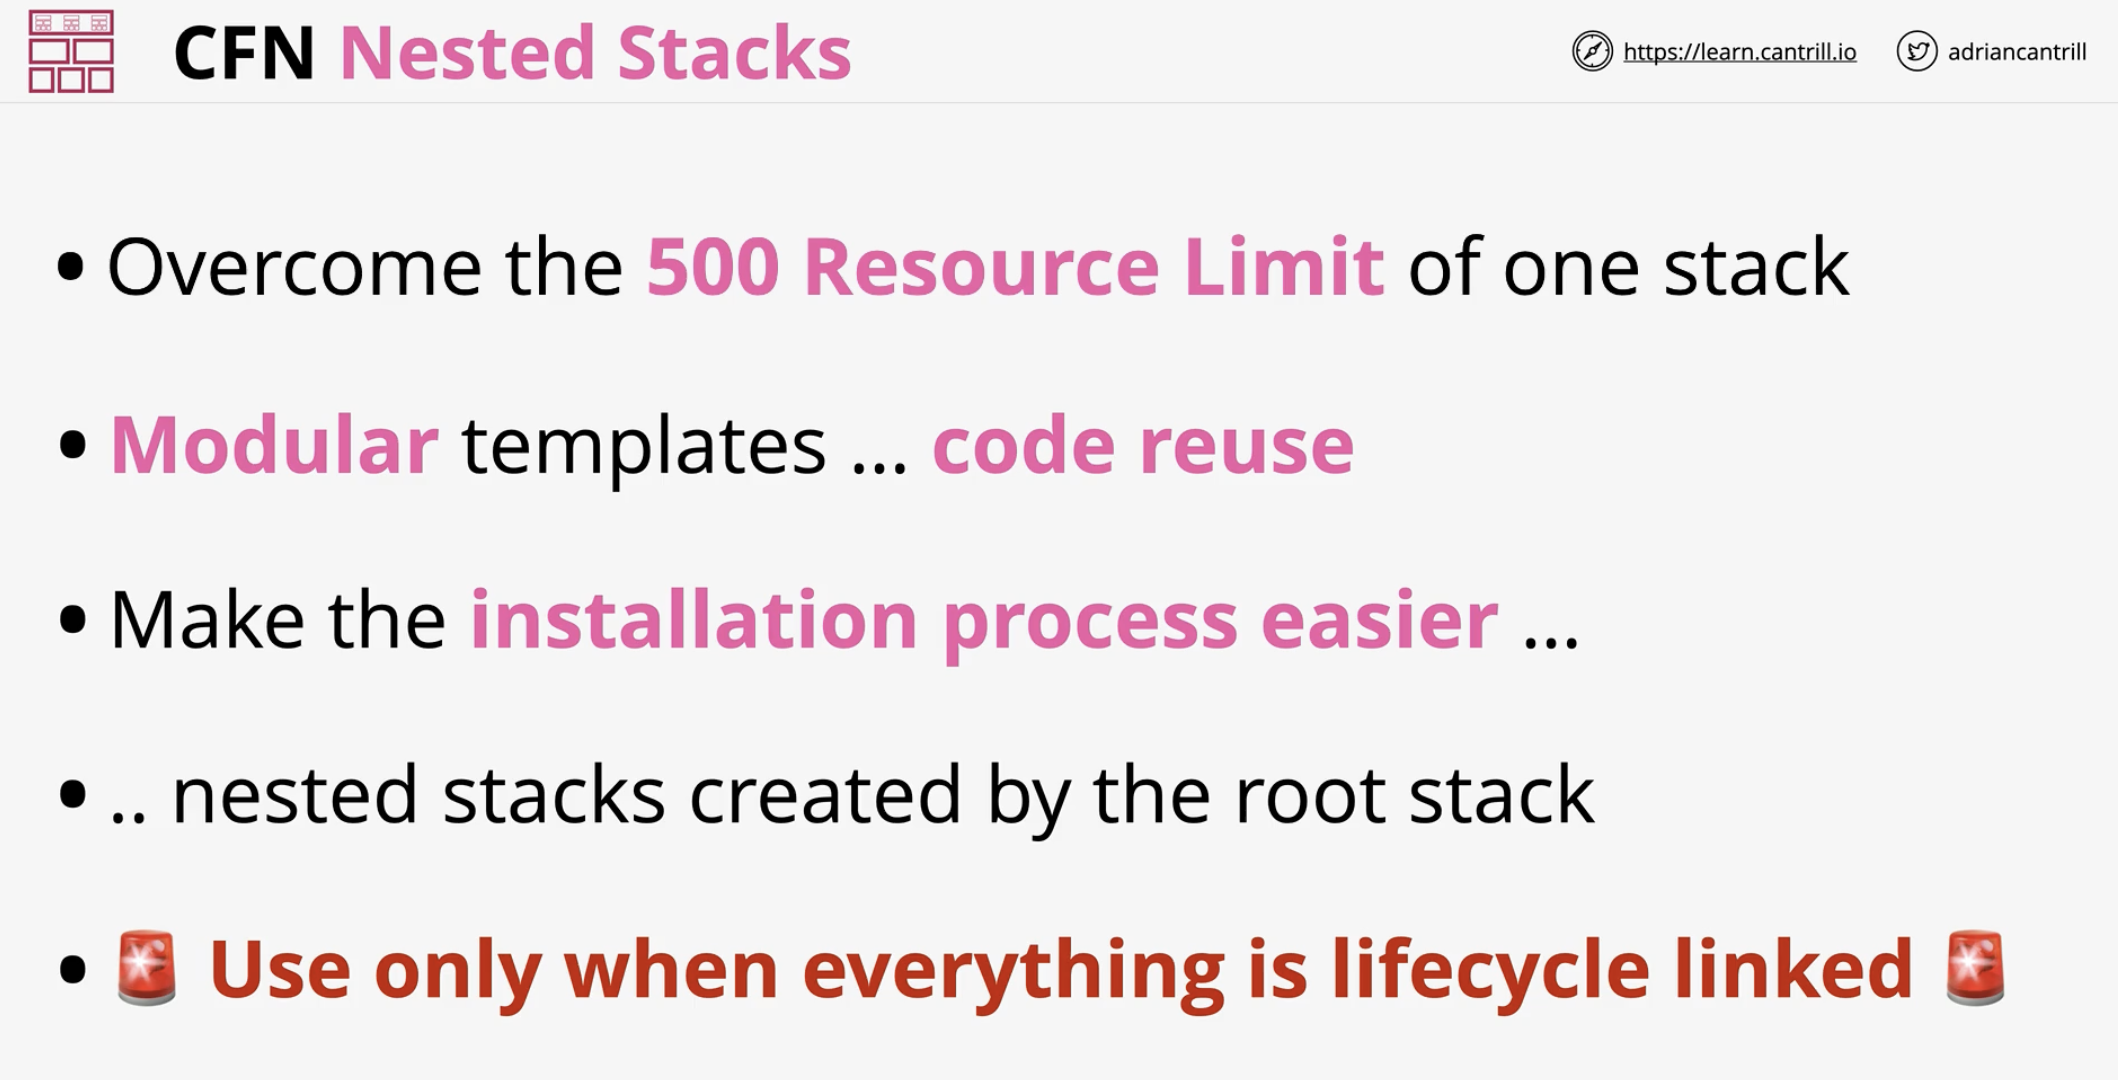 CFN Nested Stacks
https://learn.cantrill.io
adriancantrill
• Overcome the 500 Resource Limit of one stack
• Modular templates ... code reuse
• Make the installation process easier ...
• .. nested stacks created by the root stack
• 🚨 Use only when everything is lifecycle linked 🚨